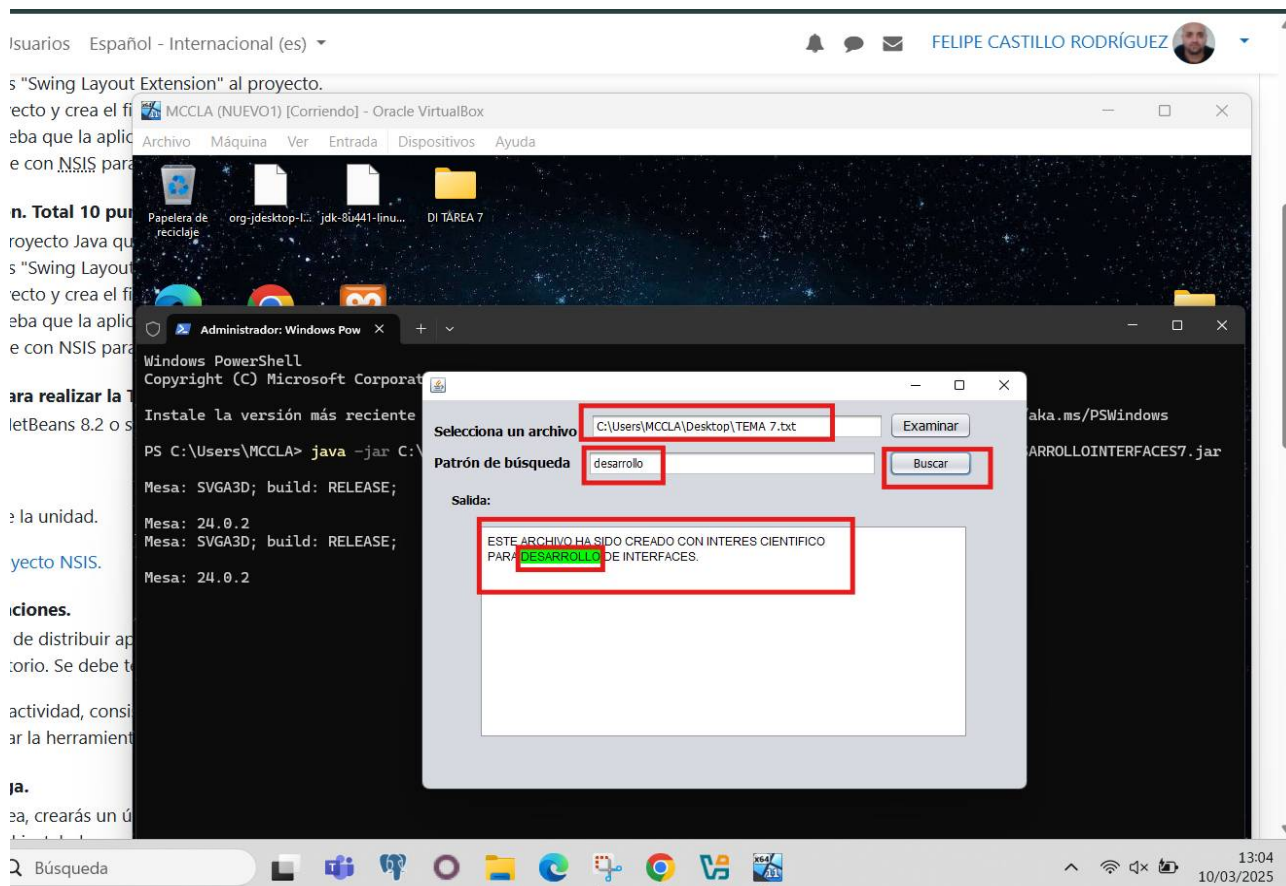 Usuarios Español - Internacional (es)
FELIPE CASTILLO RODRÍGUEZ
s "Swing Layout Extension" al proyecto.
recto y crea el fi
eba que la aplic
e con NSIS para
n. Total 10 pun
royecto Java qu
s "Swing Layout
recto y crea el fi
eba que la aplic
e con NSIS para
ara realizar la T
NetBeans 8.2 o s
e la unidad.
yecto NSIS.
ciones.
de distribuir ap
torio. Se debe te
actividad, consi
ar la herramient
ga.
ea, crearás un ú
MCCLA (NUEVO1) [Corriendo] - Oracle VirtualBox
Archivo Máquina Ver Entrada Dispositivos Ayuda
Papelera de reciclaje
org-jdesktop-l...
jdk-8u441-linu...
DI TAREA 7
Administrador: Windows Pow
Windows PowerShell
Copyright (C) Microsoft Corporat
Instale la versión más reciente
aka.ms/PSWindows
PS C:\Users\MCCLA> java -jar C:\
ARROLLOINTERFACES7.jar
Mesa: SVGA3D; build: RELEASE;
Mesa: 24.0.2
Mesa: SVGA3D; build: RELEASE;
Mesa: 24.0.2
Selecciona un archivo
C:\Users\MCCLA\Desktop\TEMA 7.txt
Examinar
Patrón de búsqueda
desarrollo
Buscar
Salida:
ESTE ARCHIVO HA SIDO CREADO CON INTERES CIENTIFICO
PARA DESARROLLO DE INTERFACES.
Búsqueda
13:04
10/03/2025